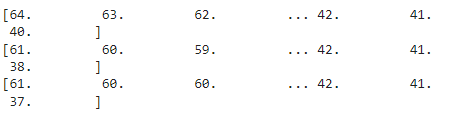 [64. 63. 62. ... 42. 41.
40. ]
[61. 60. 59. ... 42. 41.
38. ]
[61. 60. 60. ... 42. 41.
37. ]